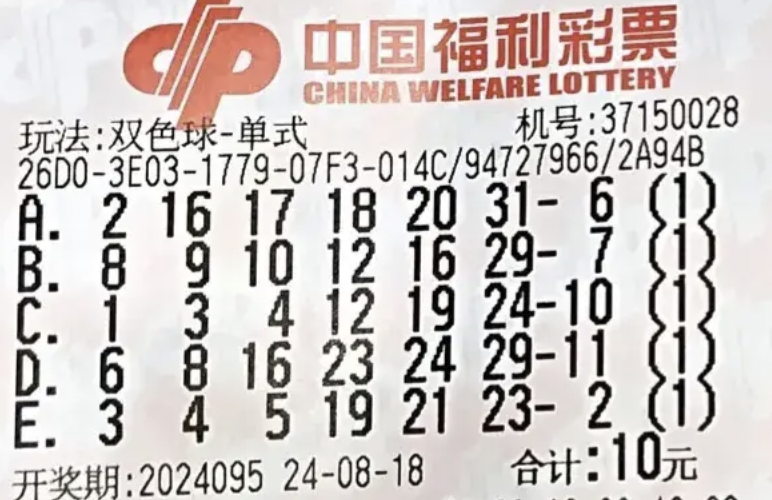 中国福利彩票
CHINA WELFARE LOTTERY
玩法:双色球-单式 机号:37150028
26D0-3E03-1779-07F3-014C/94727966/2A94B
A. 2 16 17 18 20 31- 6 (1)
B. 8 9 10 12 16 29- 7 (1)
C. 1 3 4 12 19 24-10 (1)
D. 6 8 16 23 24 29-11 (1)
E. 3 4 5 19 21 23- 2 (1)
开奖期:2024095 24-08-18 合计:10元